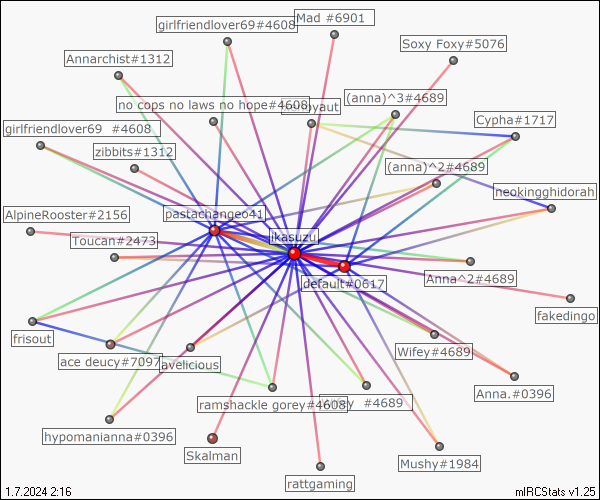 Mad #6901
girlfriendlover69#4608
Soxy Foxy#5076
Annarchist#1312
(anna)^3#4689
no cops no laws no hope#4608
Cypha#1717
girlfriendlover69 #4608
zibbits#1312
(anna)^2#4689
neokingghidorah
AlpineRooster#2156
pastachangeo41
ikasuzu
Toucan#2473
Anna^2#4689
default#0617
fakedingo
frisout
Wifey#4689
ace deucy#7097
avelicious
Anna.#0396
ramshackle gorey#4608
#4689
hypomanianna#0396
Skalman
Mushy#1984
rattgaming
1.7.2024 2:16
mIRCStats v1.25